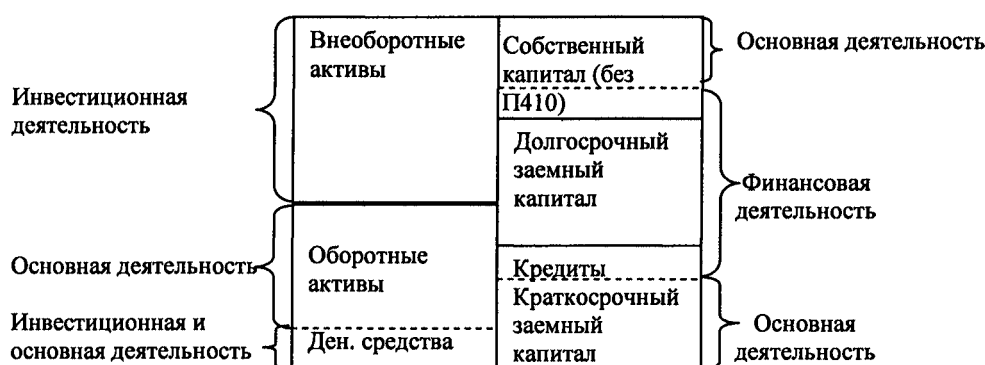 Внеоборотные
активы
Собственный
капитал (без
П410)
Основная деятельность
Инвестиционная
деятельность
Долгосрочный
заемный
капитал
Финансовая
деятельность
Основная деятельность
Оборотные
активы
Кредиты
Краткосрочный
заемный
капитал
Инвестиционная и
основная деятельность
Ден. средства
Основная
деятельность